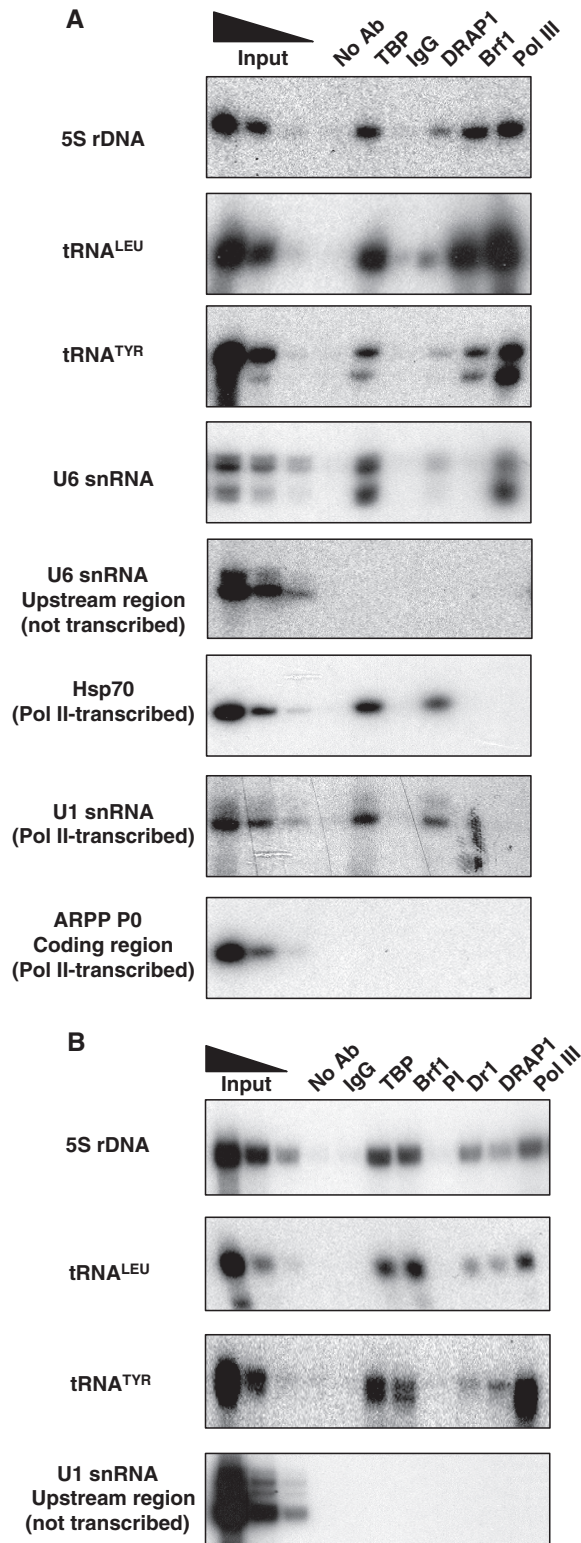 A
Input
No Ab
TBP
IgG
DRAP1
Brf1
Pol III
5S rDNA
tRNALEU
tRNATYR
U6 snRNA
U6 snRNA
Upstream region
(not transcribed)
Hsp70
(Pol II-transcribed)
U1 snRNA
(Pol II-transcribed)
ARPP P0
Coding region
(Pol II-transcribed)
B
Input
No Ab
IgG
TBP
Brf1
PI
Dr1
DRAP1
Pol III
5S rDNA
tRNALEU
tRNATYR
U1 snRNA
Upstream region
(not transcribed)